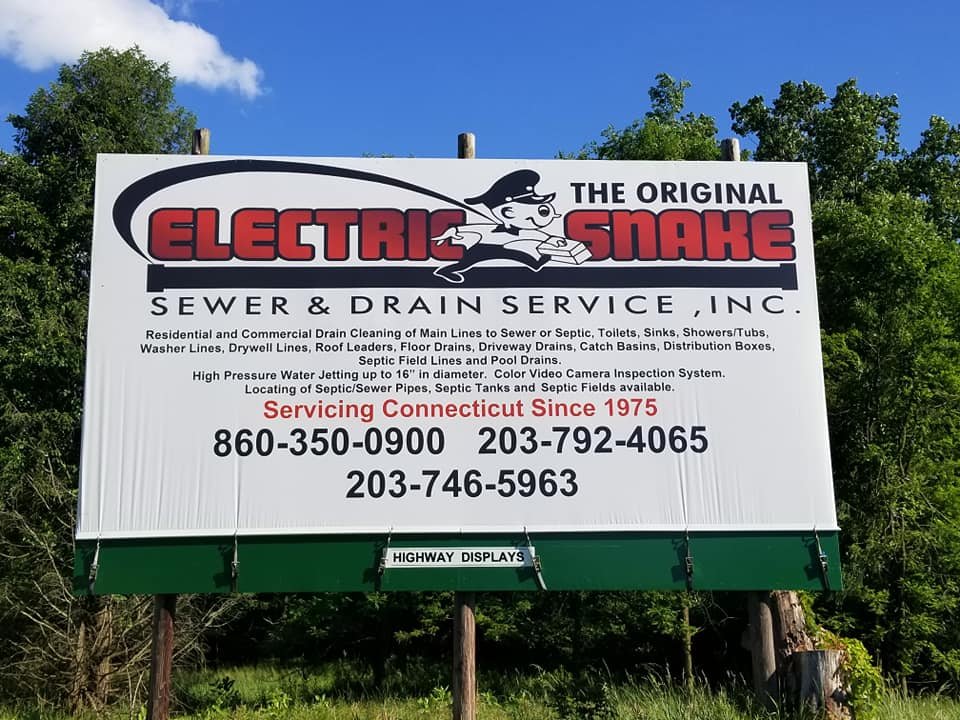 THE ORIGINAL
ELECTRIC SNAKE
SEWER & DRAIN SERVICE ,INC.
Residential and Commercial Drain Cleaning of Main Lines to Sewer or Septic, Toilets, Sinks, Showers/Tubs,
Washer Lines, Drywell Lines, Roof Leaders, Floor Drains, Driveway Drains, Catch Basins, Distribution Boxes,
Septic Field Lines and Pool Drains.
High Pressure Water Jetting up to 16" in diameter. Color Video Camera Inspection System.
Locating of Septic/Sewer Pipes, Septic Tanks and Septic Fields available.
Servicing Connecticut Since 1975
860-350-0900 203-792-4065
203-746-5963
HIGHWAY DISPLAYS